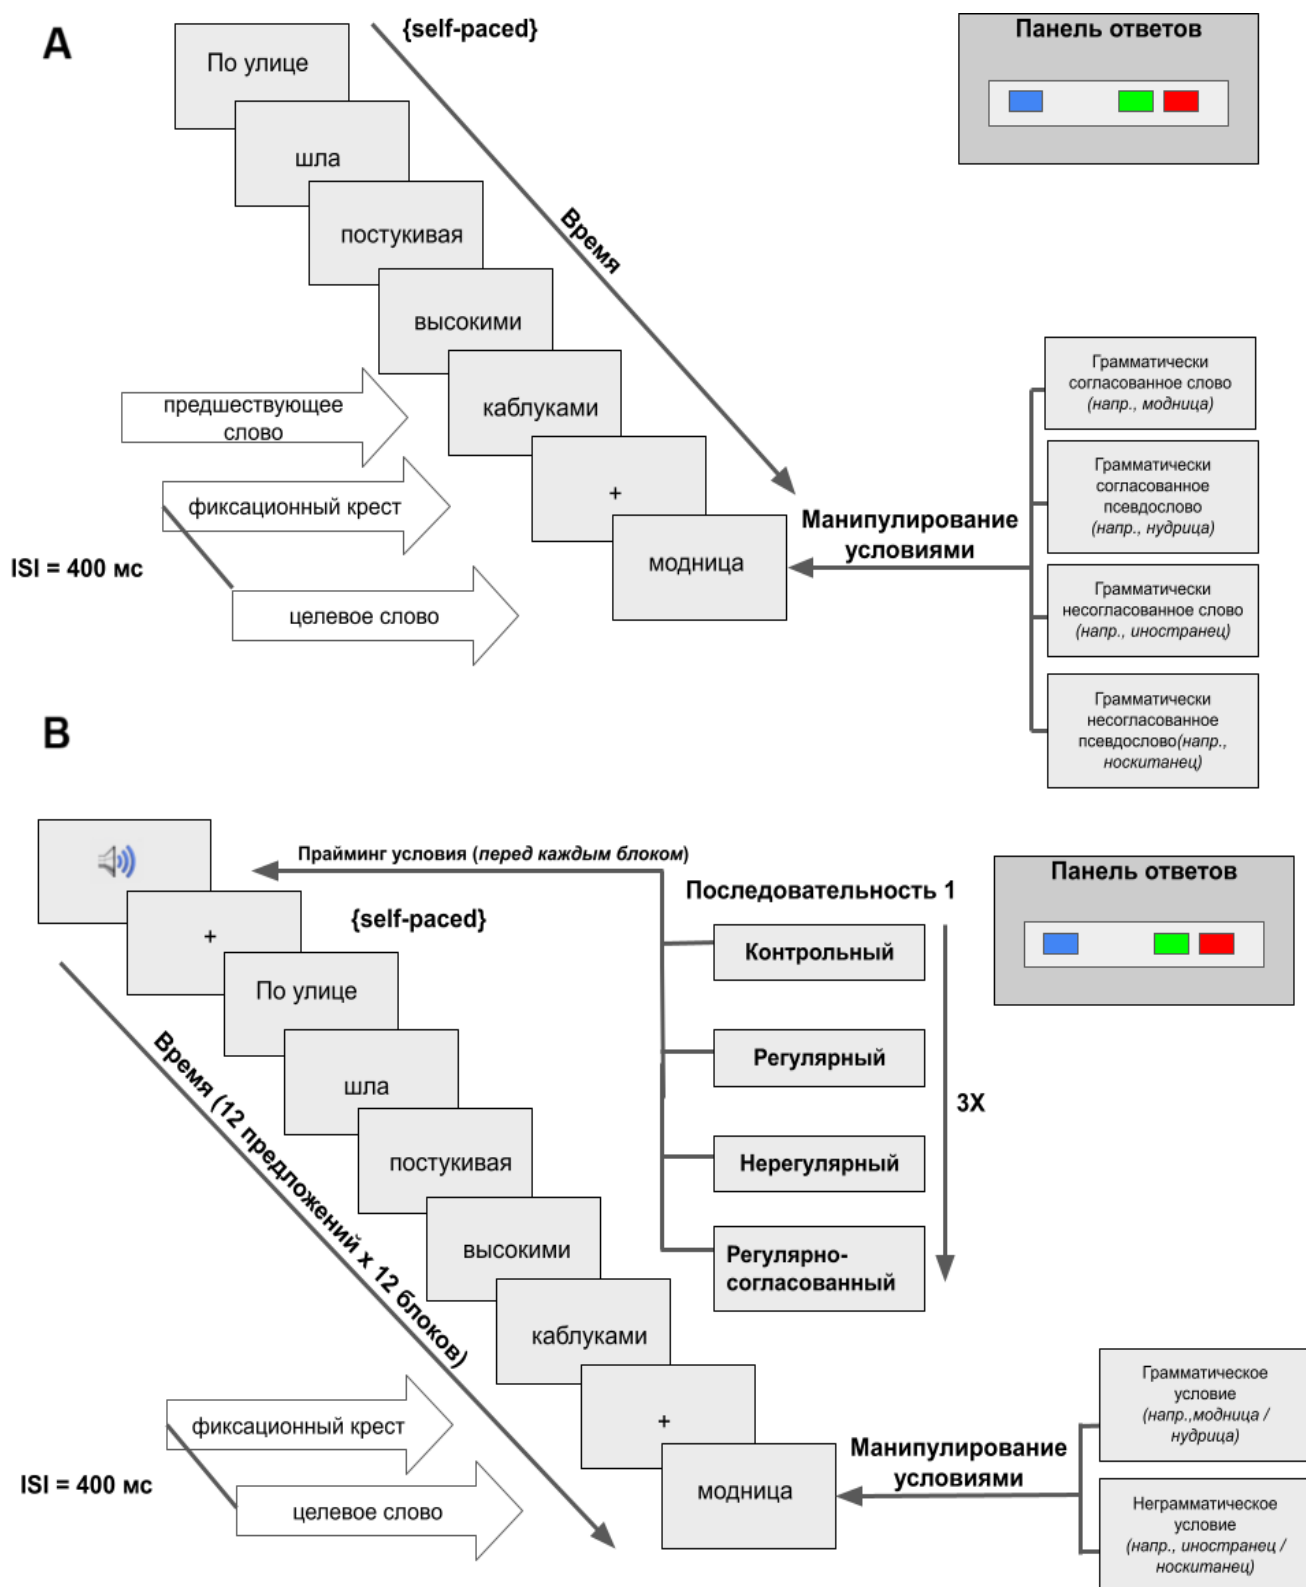 A
{self-paced}
Панель ответов
По улице
шла
постукивая
высокими
каблуками
+
модница
Время
предшествующее
слово
фиксационный крест
ISI = 400 мс
целевое слово
Манипулирование
условиями
Грамматически
согласованное слово
(напр., модница)
Грамматически
согласованное
псевдослово
(напр., нудрица)
Грамматически
несогласованное слово
(напр., иностранец)
Грамматически
несогласованное
псевдослово(напр.,
носкитанец)
B
Прайминг условия (перед каждым блоком)
Панель ответов
{self-paced}
Последовательность 1
Контрольный
Регулярный
Нерегулярный
Регулярно-
согласованный
3X
+
По улице
шла
постукивая
высокими
каблуками
+
модница
Время (12 предложений x 12 блоков)
фиксационный крест
ISI = 400 мс
целевое слово
Манипулирование
условиями
Грамматическое
условие
(напр.,модница /
нудрица)
Неграмматическое
условие
(напр., иностранец /
носкитанец)